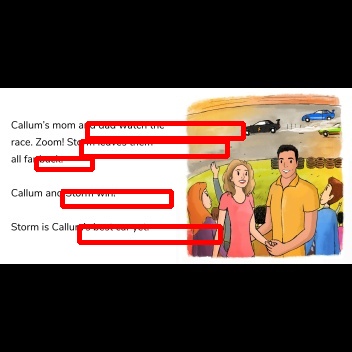 Callum's mom and dad watch the
race. Zoom! Storm leaves them
all far back.
Callum and Storm win.
Storm is Callum's best car yet.